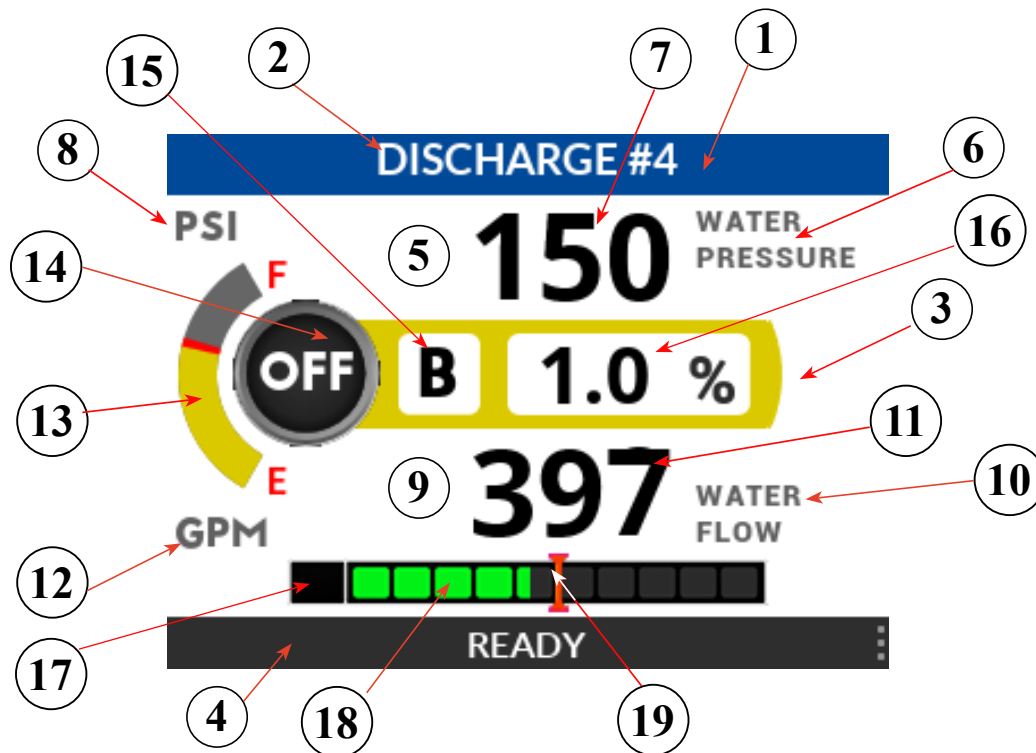 1
2
7
15
DISCHARGE #4
8
6
PSI
5
150
WATER
PRESSURE
16
14
F
OFF
B
1.0 %
3
13
11
E
9
397
WATER
FLOW
10
GPM
12
17
READY
4
18
19